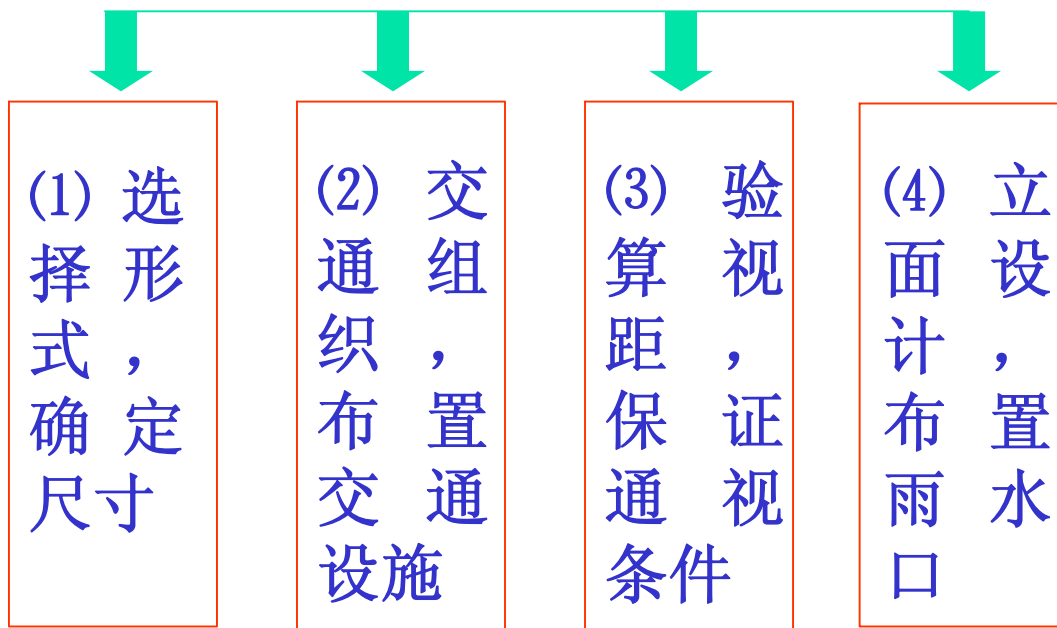 ⑴ 选
择 形
式 ，
确 定
尺寸
⑵ 交
通 组
织 ，
布 置
交 通
设施
⑶ 验
算 视
距 ，
保 证
通 视
条件
⑷ 立
面 设
计 ，
布 置
雨 水
口